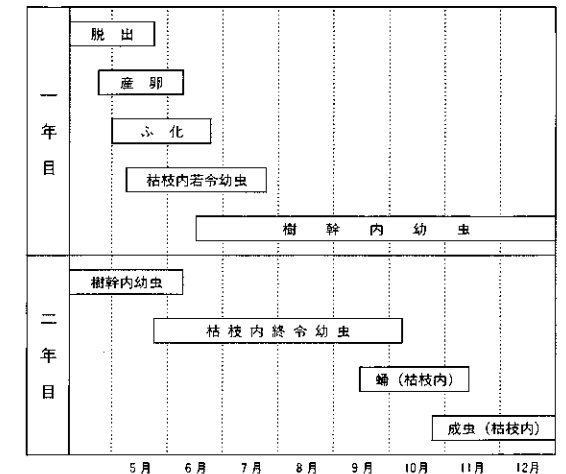 一年目
脱出
産卵
ふ化
枯枝内若令幼虫
樹幹内幼虫
二年目
樹幹内幼虫
枯枝内終令幼虫
蛹（枯枝内）
成虫（枯枝内）
5月 6月 7月 8月 9月 10月 11月 12月